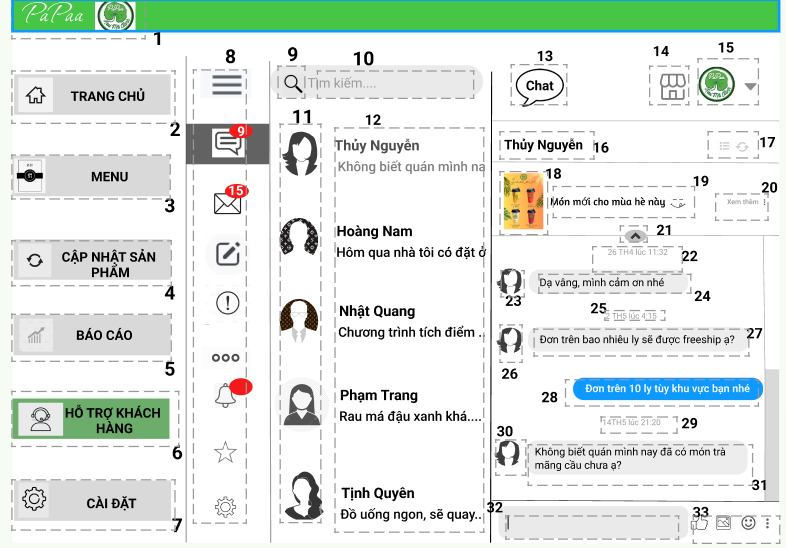 PaPaa
1
8
9
10
Tìm kiếm....
13
Chat
14
15
TRANG CHỦ
2
MENU
3
CẬP NHẬT SẢN
PHẨM
4
BÁO CÁO
5
HỖ TRỢ KHÁCH
HÀNG
6
CÀI ĐẶT
7
9
15
11
12
Thủy Nguyễn
Không biết quán mình na
Hoàng Nam
Hôm qua nhà tôi có đặt ở
Nhật Quang
Chương trình tích điểm ..
Phạm Trang
Rau má đậu xanh khá....
Tịnh Quyên
Đồ uống ngon, sẽ quay..
Thủy Nguyễn
16
17
18
Món mới cho mùa hè này
19
Xem thêm
20
21
26 TH4 lúc 11:32
22
Dạ vâng, mình cảm ơn nhé
23
24
25
2 TH5 lúc 4:15
Đơn trên bao nhiêu ly sẽ được freeship ạ?
27
26
Đơn trên 10 ly tùy khu vực bạn nhé
28
14TH5 lúc 21:20
29
30
Không biết quán mình nay đã có món trà
mãng cầu chưa ạ?
31
32
33